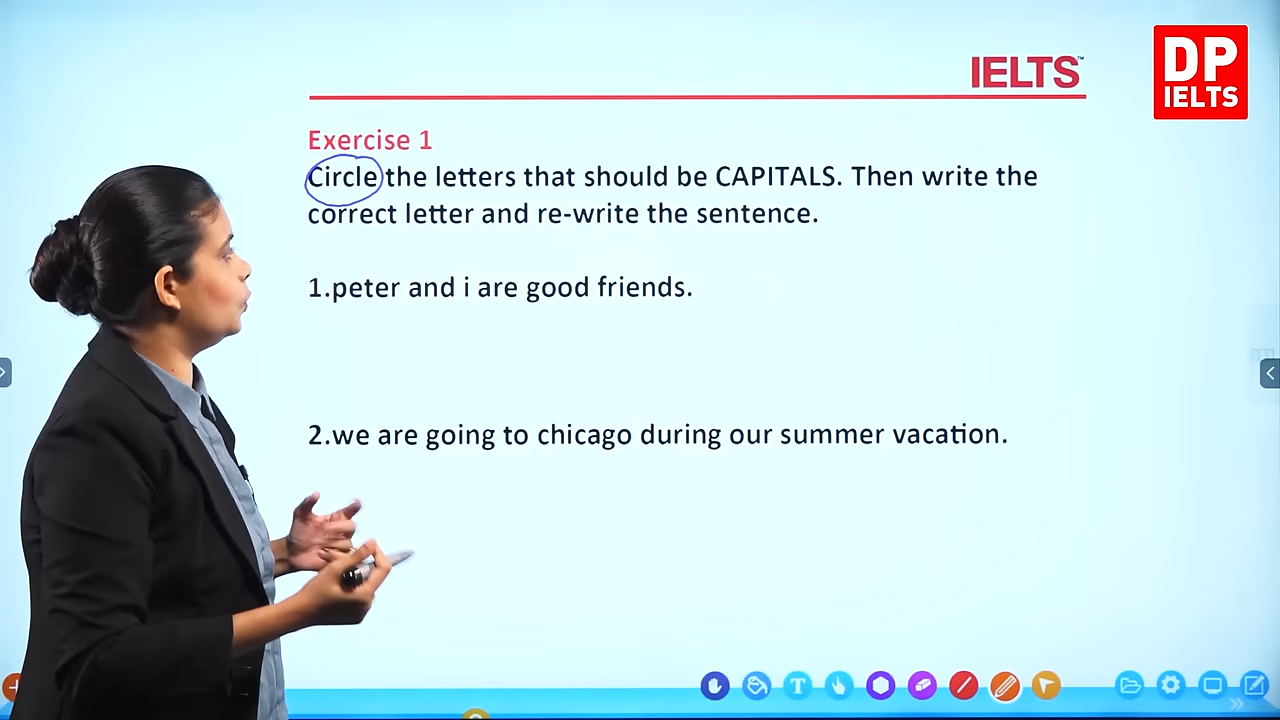 IELTS™
DP
IELTS
Exercise 1
Circle the letters that should be CAPITALS. Then write the
correct letter and re-write the sentence.
1.peter and i are good friends.
2.we are going to chicago during our summer vacation.
T